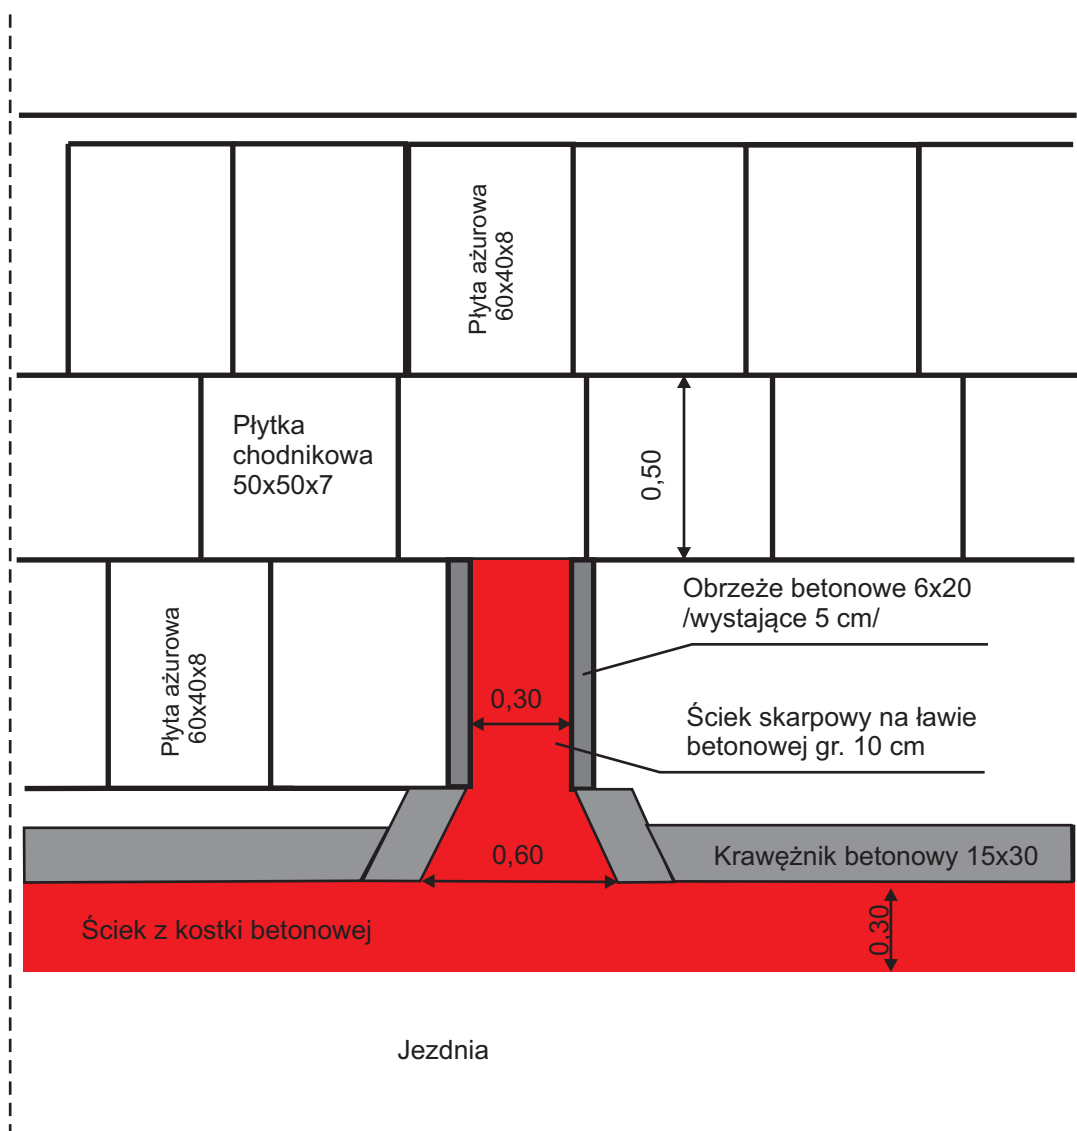 Płyta ażurowa
60x40x8
Płytka
chodnikowa
50x50x7
0,50
Obrzeże betonowe 6x20
/wystające 5 cm/
Płyta ażurowa
60x40x8
0,30
Ściek skarpowy na ławie
betonowej gr. 10 cm
0,60
Krawężnik betonowy 15x30
Ściek z kostki betonowej
0,30
Jezdnia